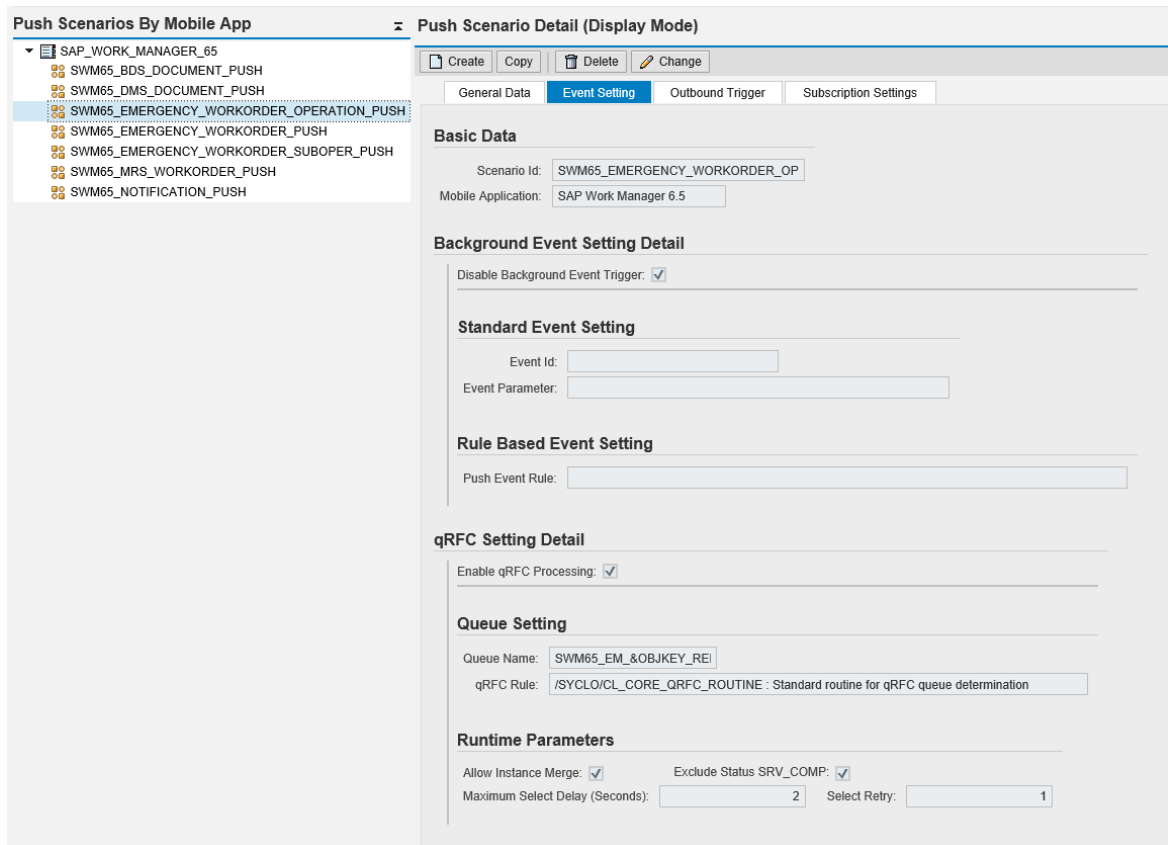 Push Scenarios By Mobile App
SAP_WORK_MANAGER_65
SWM65_BDS_DOCUMENT_PUSH
SWM65_DMS_DOCUMENT_PUSH
SWM65_EMERGENCY_WORKORDER_OPERATION_PUSH
SWM65_EMERGENCY_WORKORDER_PUSH
SWM65_EMERGENCY_WORKORDER_SUBOPER_PUSH
SWM65_MRS_WORKORDER_PUSH
SWM65_NOTIFICATION_PUSH
Push Scenario Detail (Display Mode)
Create Copy Delete Change
General Data Event Setting Outbound Trigger Subscription Settings
Basic Data
Scenario Id: SWM65_EMERGENCY_WORKORDER_OP
Mobile Application: SAP Work Manager 6.5
Background Event Setting Detail
Disable Background Event Trigger:
Standard Event Setting
Event Id:
Event Parameter:
Rule Based Event Setting
Push Event Rule:
qRFC Setting Detail
Enable qRFC Processing:
Queue Setting
Queue Name: SWM65_EM_&OBJKEY_REI
qRFC Rule: /SYCLO/CL_CORE_QRFC_ROUTINE : Standard routine for qRFC queue determination
Runtime Parameters
Allow Instance Merge: Exclude Status SRV_COMP:
Maximum Select Delay (Seconds): 2 Select Retry: 1